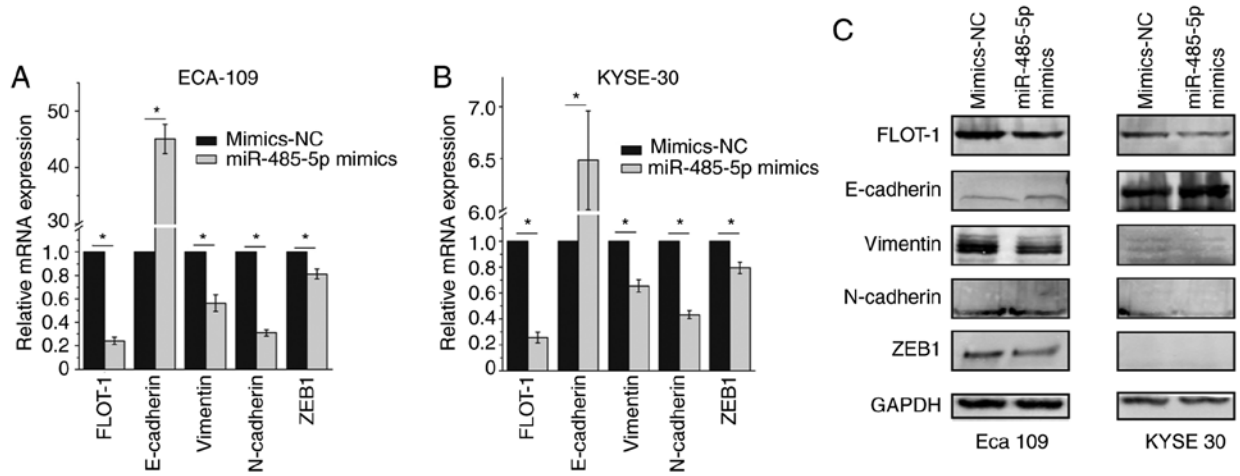 A
ECA-109
Relative mRNA expression
50
40
30
1.0
0.8
0.6
0.4
0.2
0
Mimics-NC
miR-485-5p mimics
*
*
*
*
*
FLOT-1
E-cadherin
Vimentin
N-cadherin
ZEB1
B
KYSE-30
Relative mRNA expression
7.0
6.5
6.0
1.0
0.8
0.6
0.4
0.2
0
Mimics-NC
miR-485-5p mimics
*
*
*
*
*
FLOT-1
E-cadherin
Vimentin
N-cadherin
ZEB1
C
Mimics-NC
miR-485-5p
mimics
Mimics-NC
miR-485-5p
mimics
FLOT-1
E-cadherin
Vimentin
N-cadherin
ZEB1
GAPDH
Eca 109
KYSE 30